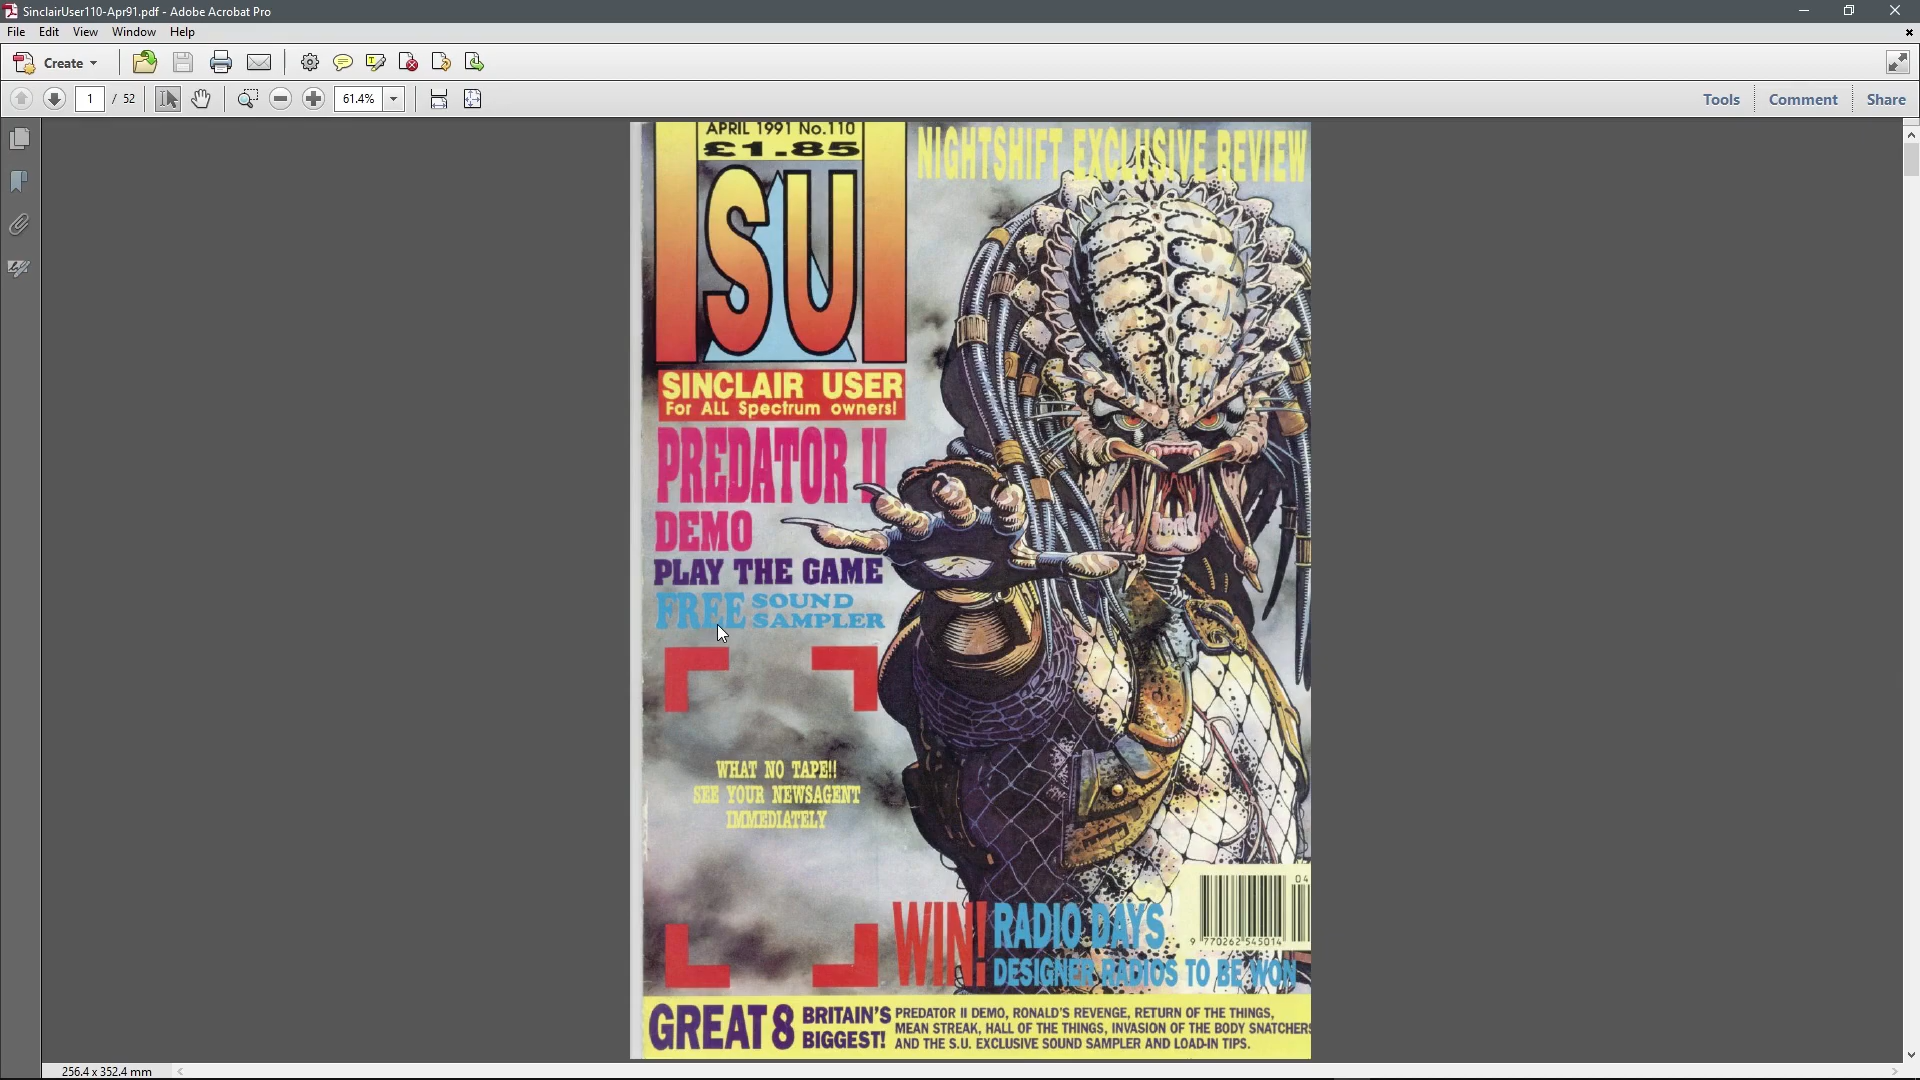 SinclairUser110-Apr91.pdf - Adobe Acrobat Pro
File Edit View Window Help
Create
1 / 52
61.4%
Tools Comment Share
APRIL 1991 No.110
£1.85
NIGHTSHIFT EXCLUSIVE REVIEW
SU
SINCLAIR USER
For ALL Spectrum owners!
PREDATOR II
DEMO
PLAY THE GAME
FREE SOUND
SAMPLER
WHAT NO TAPE!!
SEE YOUR NEWSAGENT
IMMEDIATELY
04
9 770262 545014
WIN! RADIO DAYS
DESIGNER RADIOS TO BE WON
GREAT 8 BRITAIN'S
BIGGEST!
PREDATOR II DEMO, RONALD'S REVENGE, RETURN OF THE THINGS,
MEAN STREAK, HALL OF THE THINGS, INVASION OF THE BODY SNATCHERS
AND THE S.U. EXCLUSIVE SOUND SAMPLER AND LOAD-IN TIPS.
256.4 x 352.4 mm